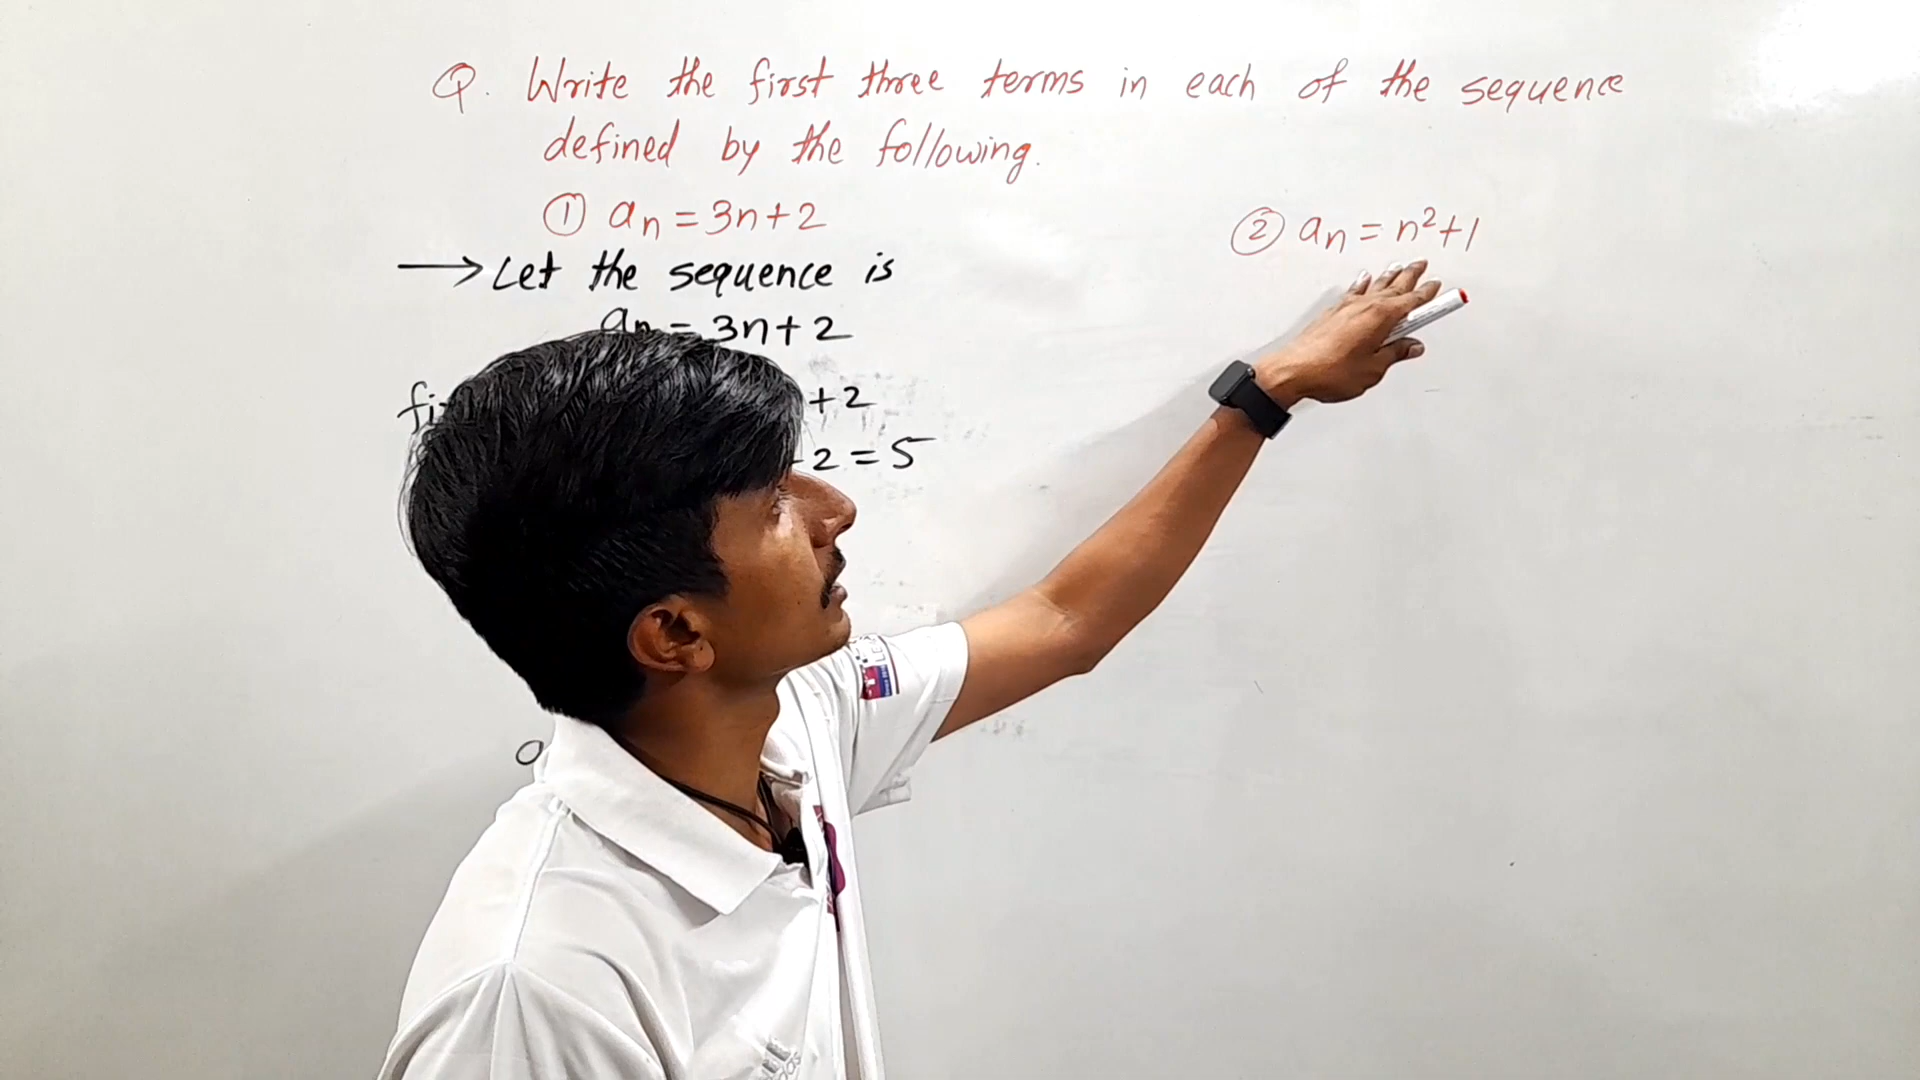 Q. Write the first three terms in each of the sequence
defined by the following.
① an = 3n+2
② an = n²+1
→ Let the sequence is
an = 3n+2
+2
2 = 5